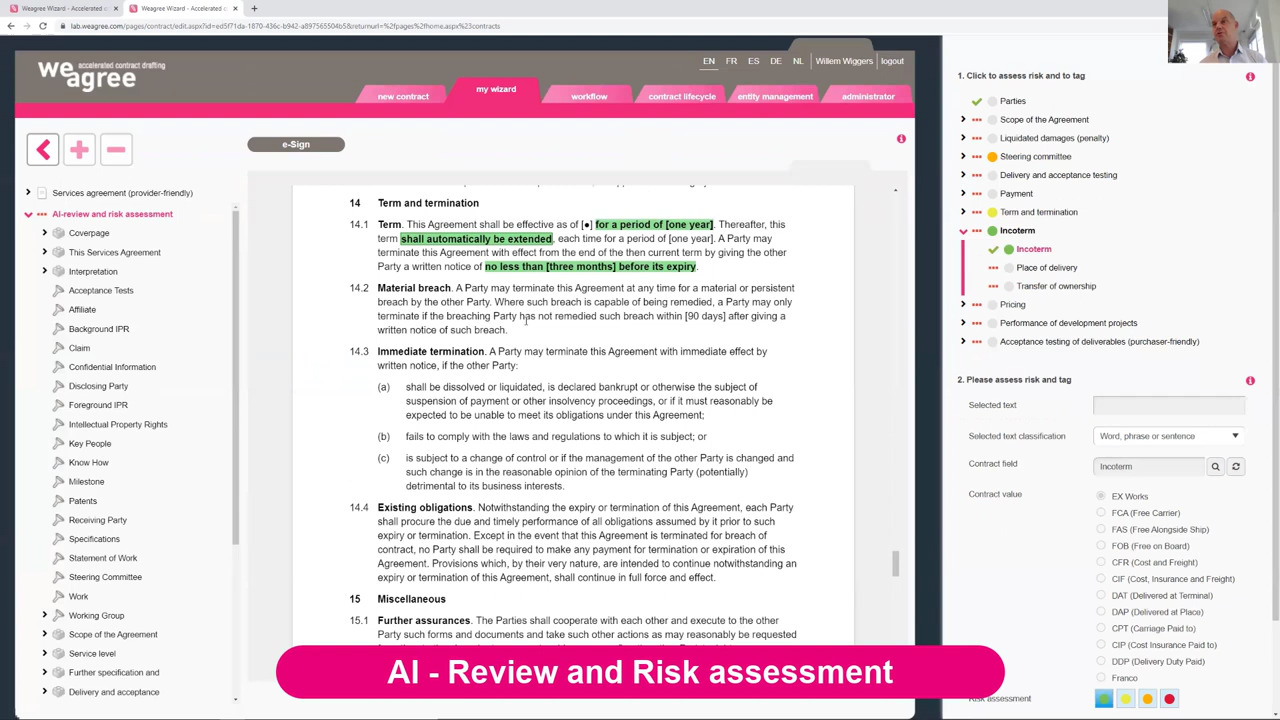 Weagree Wizard - Accelerated c
Weagree Wizard - Accelerated co
lab.weagree.com/pages/contract/edit.aspx?id=ed5f71da-1870-436c-b942-a897565504b5&returnurl=%2fpages%2fhome.aspx%23contracts
weagree
accelerated contract drafting
EN FR ES DE NL Willem Wiggers logout
new contract my wizard workflow contract lifecycle entity management administrator
e-Sign
Services agreement (provider-friendly)
AI-review and risk assessment
Coverpage
This Services Agreement
Interpretation
Acceptance Tests
Affiliate
Background IPR
Claim
Confidential Information
Disclosing Party
Foreground IPR
Intellectual Property Rights
Key People
Know How
Milestone
Patents
Receiving Party
Specifications
Statement of Work
Steering Committee
Work
Working Group
Scope of the Agreement
Service level
Further specification and
Delivery and acceptance
14 Term and termination
14.1 Term. This Agreement shall be effective as of [●] for a period of [one year]. Thereafter, this
term shall automatically be extended, each time for a period of [one year]. A Party may
terminate this Agreement with effect from the end of the then current term by giving the other
Party a written notice of no less than [three months] before its expiry.
14.2 Material breach. A Party may terminate this Agreement at any time for a material or persistent
breach by the other Party. Where such breach is capable of being remedied, a Party may only
terminate if the breaching Party has not remedied such breach within [90 days] after giving a
written notice of such breach.
14.3 Immediate termination. A Party may terminate this Agreement with immediate effect by
written notice, if the other Party:
(a) shall be dissolved or liquidated, is declared bankrupt or otherwise the subject of
suspension of payment or other insolvency proceedings, or if it must reasonably be
expected to be unable to meet its obligations under this Agreement;
(b) fails to comply with the laws and regulations to which it is subject; or
(c) is subject to a change of control or if the management of the other Party is changed and
such change is in the reasonable opinion of the terminating Party (potentially)
detrimental to its business interests.
14.4 Existing obligations. Notwithstanding the expiry or termination of this Agreement, each Party
shall procure the due and timely performance of all obligations assumed by it prior to such
expiry or termination. Except in the event that this Agreement is terminated for breach of
contract, no Party shall be required to make any payment for termination or expiration of this
Agreement. Provisions which, by their very nature, are intended to continue notwithstanding an
expiry or termination of this Agreement, shall continue in full force and effect.
15 Miscellaneous
15.1 Further assurances. The Parties shall cooperate with each other and execute to the other
Party such forms and documents and take such other actions as may reasonably be requested
AI - Review and Risk assessment
1. Click to assess risk and to tag
Parties
Scope of the Agreement
Liquidated damages (penalty)
Steering committee
Delivery and acceptance testing
Payment
Term and termination
Incoterm
Incoterm
Place of delivery
Transfer of ownership
Pricing
Performance of development projects
Acceptance testing of deliverables (purchaser-friendly)
2. Please assess risk and tag
Selected text
Selected text classification Word, phrase or sentence
Contract field Incoterm
Contract value EX Works
FCA (Free Carrier)
FAS (Free Alongside Ship)
FOB (Free on Board)
CFR (Cost and Freight)
CIF (Cost, Insurance and Freight)
DAT (Delivered at Terminal)
DAP (Delivered at Place)
CPT (Carriage Paid to)
CIP (Cost Insurance Paid to)
DDP (Delivery Duty Paid)
Franco
Risk assessment